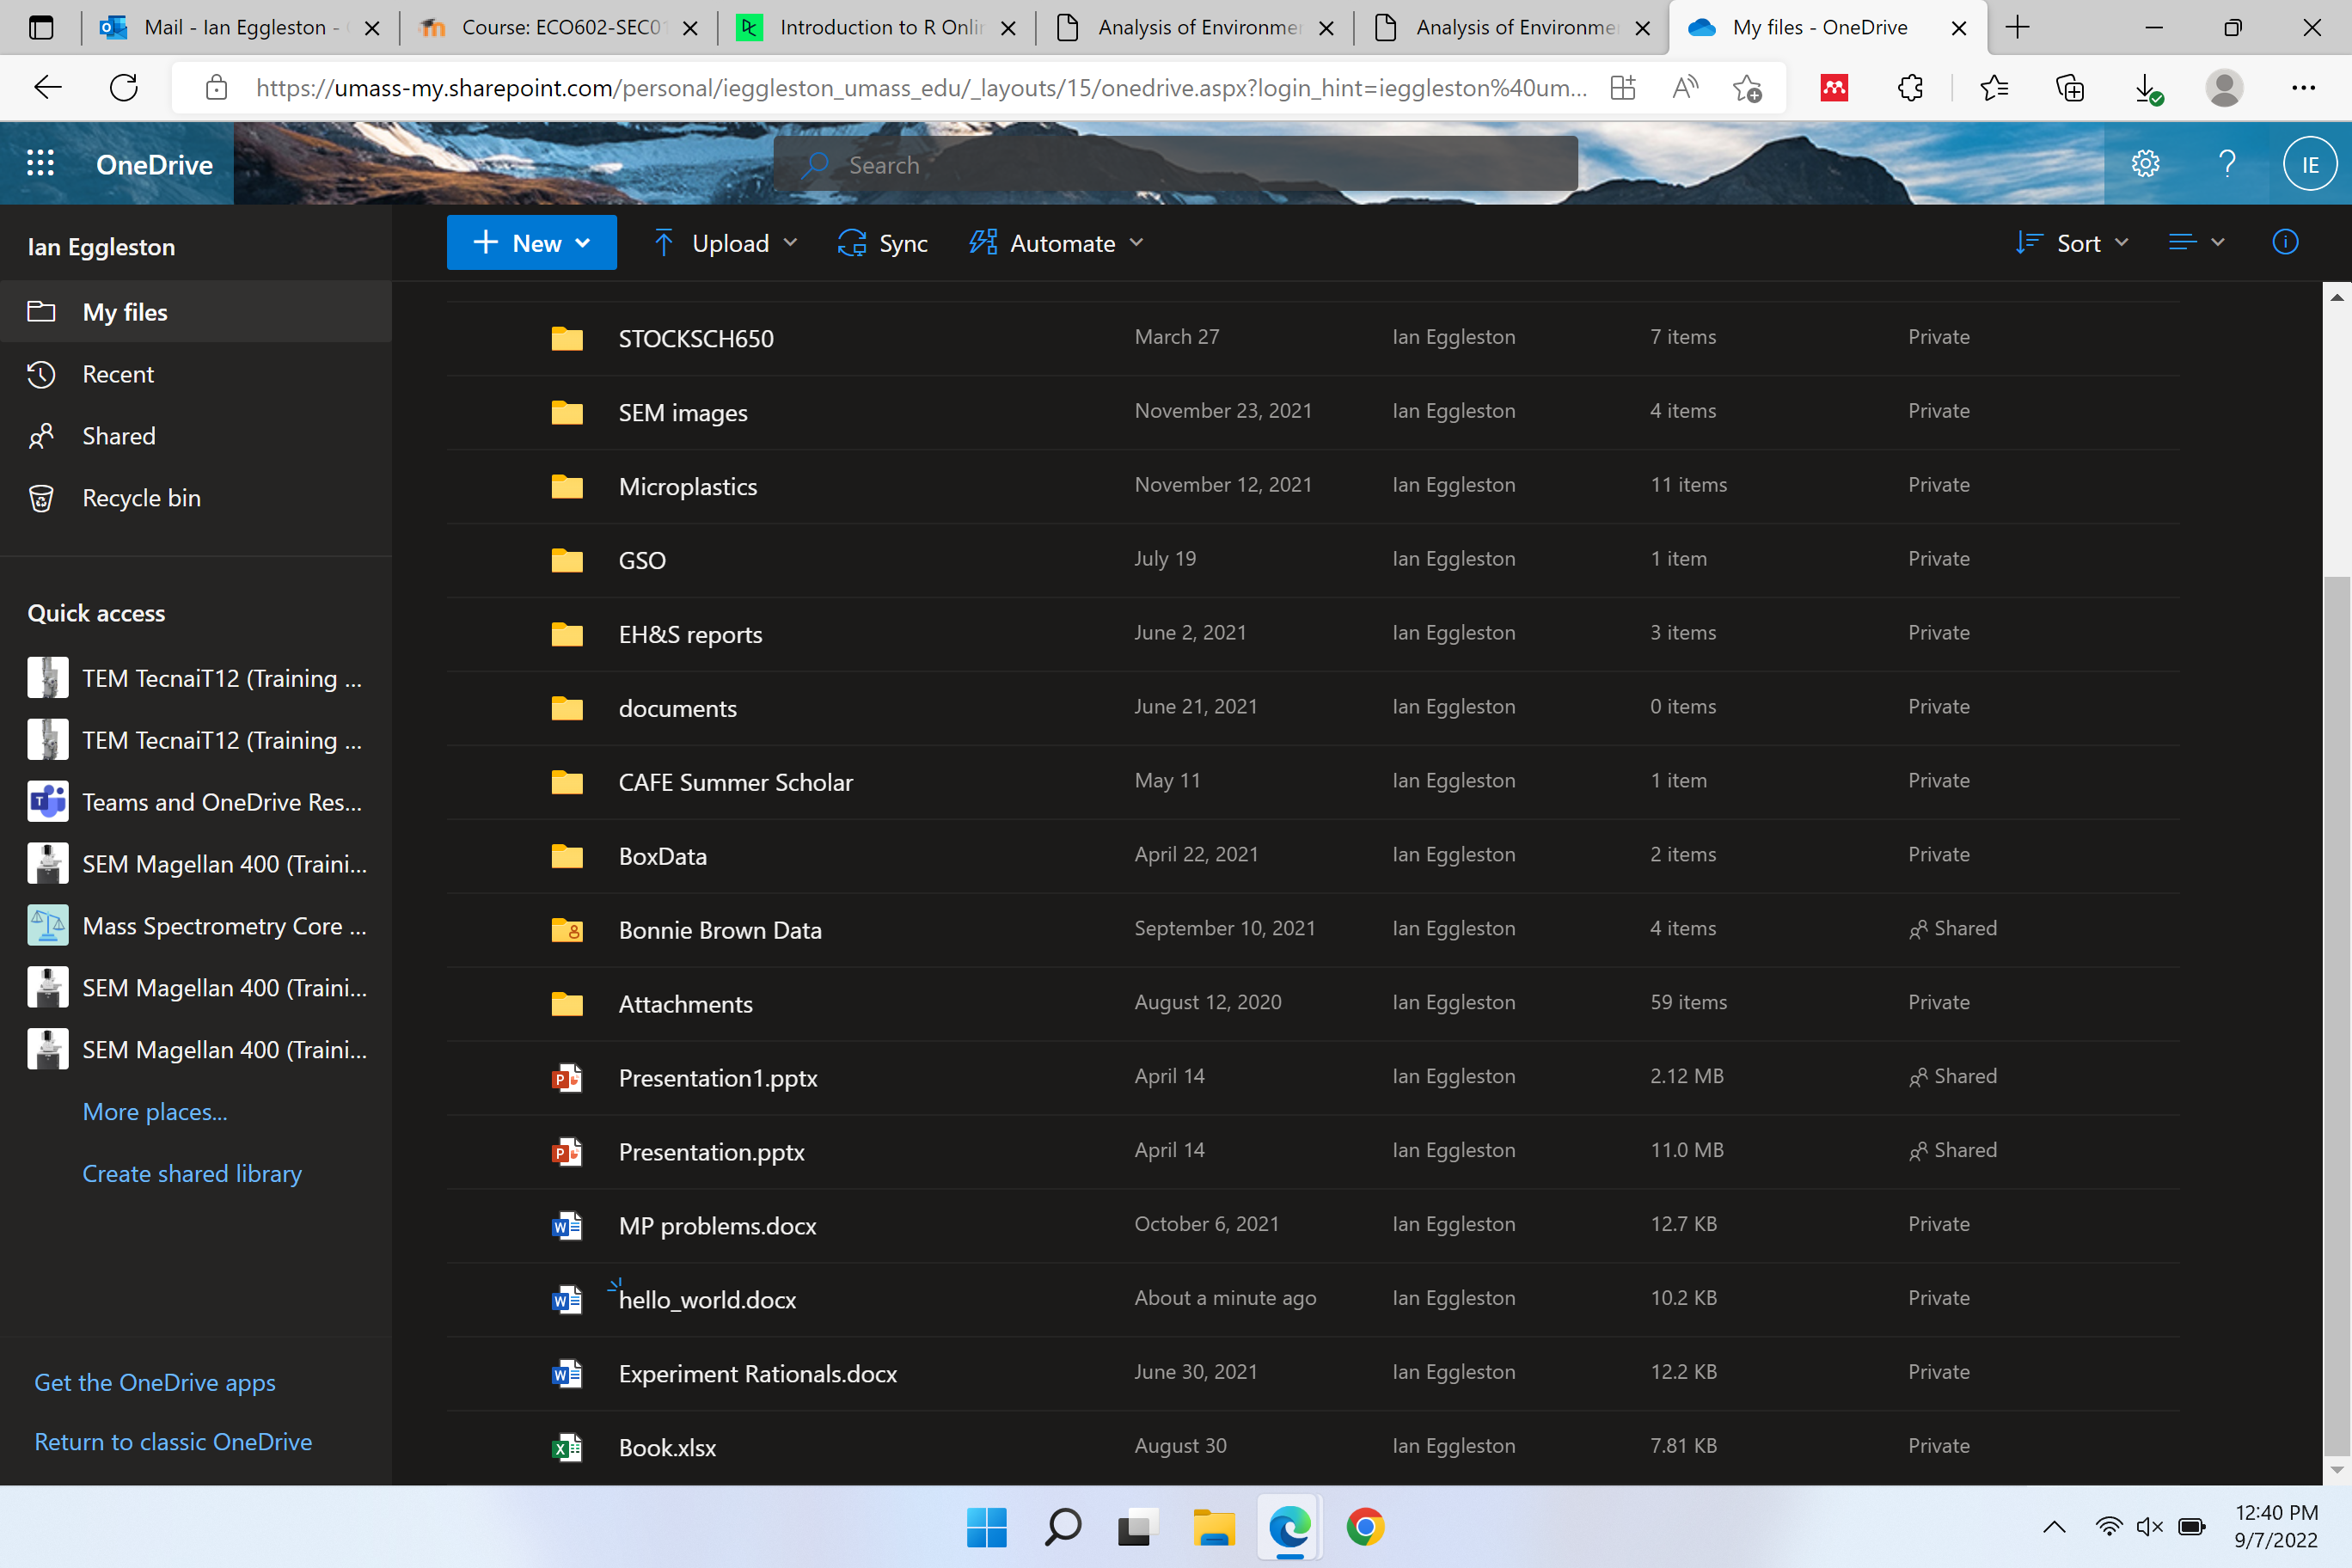 Mail - Ian Eggleston -
Course: ECO602-SEC01
Introduction to R Onlin
Analysis of Environmen
Analysis of Environmen
My files - OneDrive
https://umass-my.sharepoint.com/personal/ieggleston_umass_edu/_layouts/15/onedrive.aspx?login_hint=ieggleston%40um...
OneDrive
Search
IE
Ian Eggleston
My files
Recent
Shared
Recycle bin
Quick access
TEM TecnaiT12 (Training ...
TEM TecnaiT12 (Training ...
Teams and OneDrive Res...
SEM Magellan 400 (Traini...
Mass Spectrometry Core ...
SEM Magellan 400 (Traini...
SEM Magellan 400 (Traini...
More places...
Create shared library
Get the OneDrive apps
Return to classic OneDrive
New Upload Sync Automate Sort
STOCKSCH650 March 27 Ian Eggleston 7 items Private
SEM images November 23, 2021 Ian Eggleston 4 items Private
Microplastics November 12, 2021 Ian Eggleston 11 items Private
GSO July 19 Ian Eggleston 1 item Private
EH&S reports June 2, 2021 Ian Eggleston 3 items Private
documents June 21, 2021 Ian Eggleston 0 items Private
CAFE Summer Scholar May 11 Ian Eggleston 1 item Private
BoxData April 22, 2021 Ian Eggleston 2 items Private
Bonnie Brown Data September 10, 2021 Ian Eggleston 4 items Shared
Attachments August 12, 2020 Ian Eggleston 59 items Private
Presentation1.pptx April 14 Ian Eggleston 2.12 MB Shared
Presentation.pptx April 14 Ian Eggleston 11.0 MB Shared
MP problems.docx October 6, 2021 Ian Eggleston 12.7 KB Private
hello_world.docx About a minute ago Ian Eggleston 10.2 KB Private
Experiment Rationals.docx June 30, 2021 Ian Eggleston 12.2 KB Private
Book.xlsx August 30 Ian Eggleston 7.81 KB Private
12:40 PM
9/7/2022